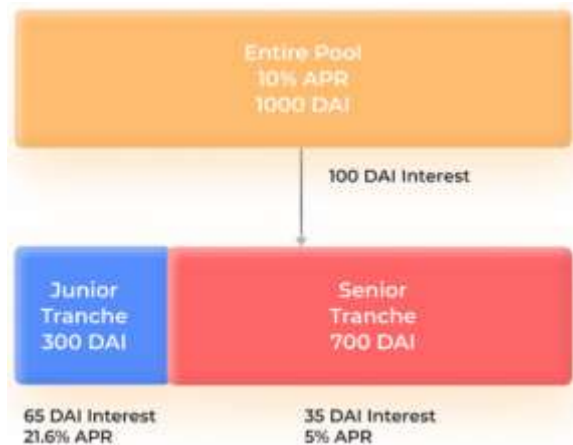 Entire Pool
10% APR
1000 DAI
100 DAI Interest
Junior
Tranche
300 DAI
Senior
Tranche
700 DAI
65 DAI Interest
21.6% APR
35 DAI Interest
5% APR